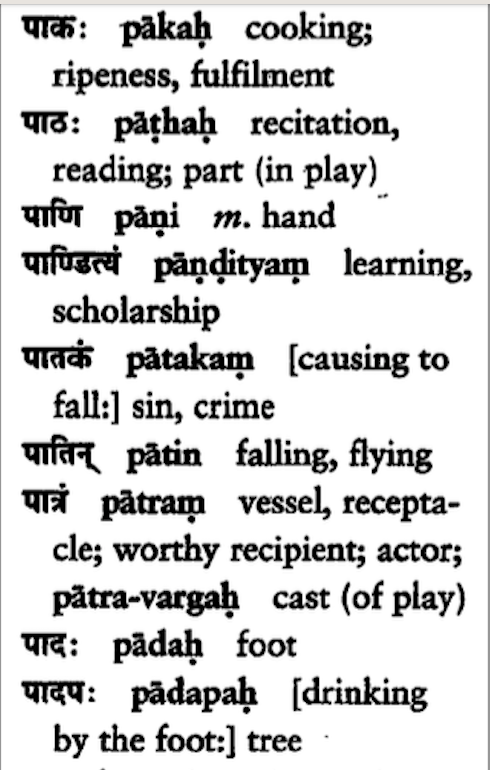 पाकः pākaḥ cooking;
ripeness, fulfilment
पाठः pāṭhaḥ recitation,
reading; part (in play)
पाणि pāṇi m. hand
पाण्डित्यं pāṇḍityaṃ learning,
scholarship
पातकं pātakaṃ [causing to
fall:] sin, crime
पातिन् pātin falling, flying
पात्रं pātraṃ vessel, recepta-
cle; worthy recipient; actor;
pātra-vargaḥ cast (of play)
पादः pādaḥ foot
पादपः pādapaḥ [drinking
by the foot:] tree